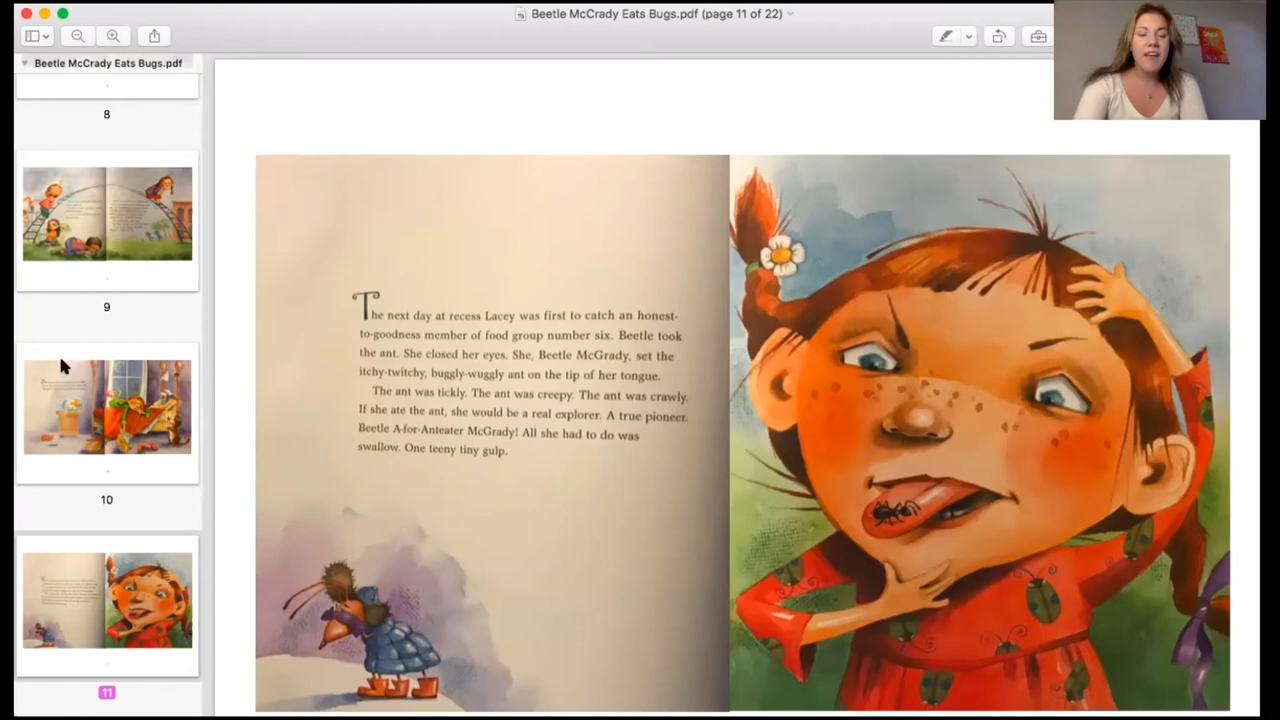 Beetle McCrady Eats Bugs.pdf (page 11 of 22)
Beetle McCrady Eats Bugs.pdf
8
9
10
11
The next day at recess Lacey was first to catch an honest-
to-goodness member of food group number six. Beetle took
the ant. She closed her eyes. She, Beetle McGrady, set the
itchy-twitchy, buggly-wuggly ant on the tip of her tongue.
The ant was tickly. The ant was creepy. The ant was crawly.
If she ate the ant, she would be a real explorer. A true pioneer.
Beetle A-for-Anteater McGrady! All she had to do was
swallow. One teeny tiny gulp.